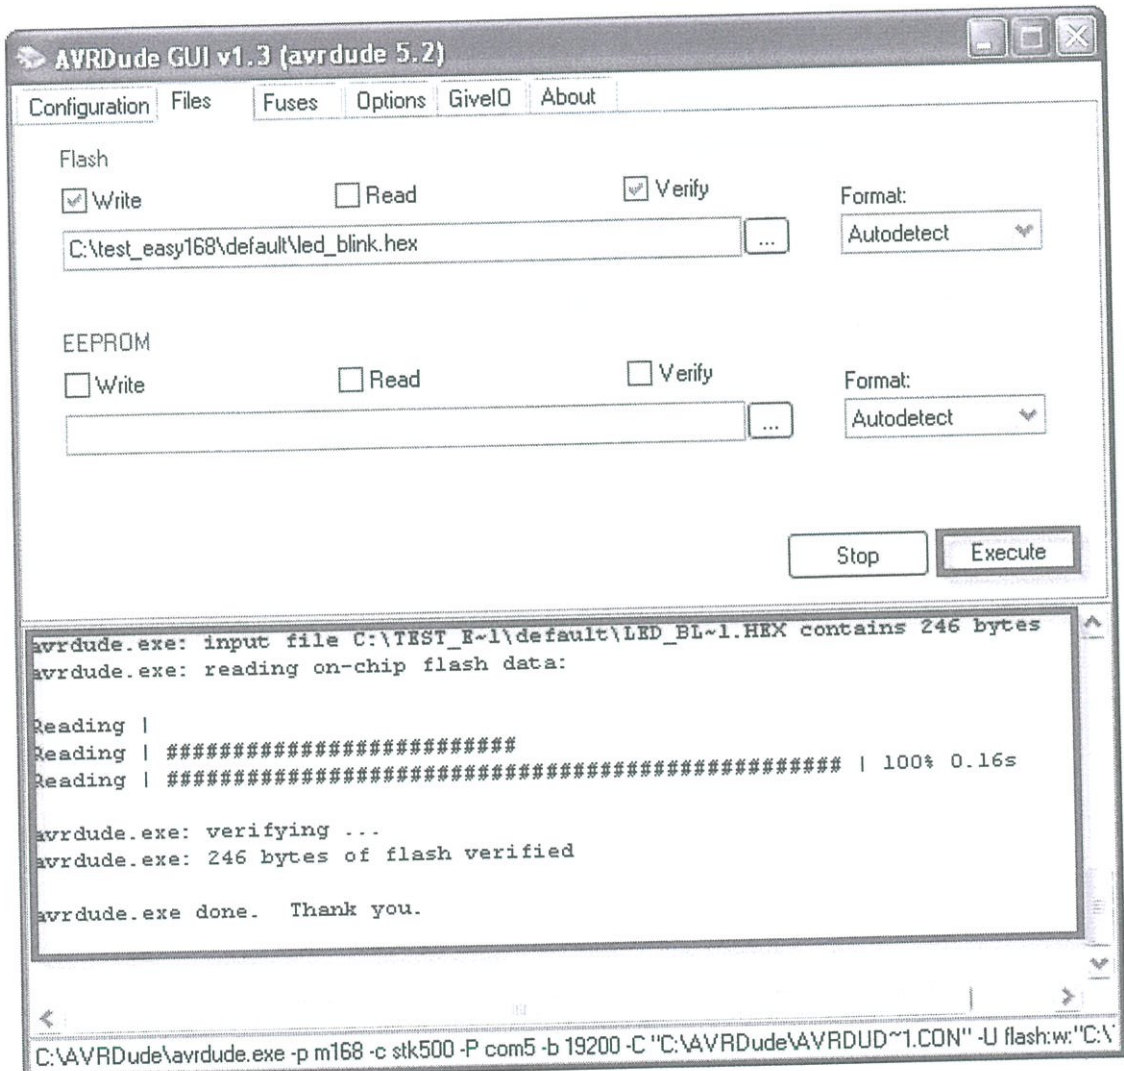 AVRDude GUI v1.3 (avrdude 5.2)
Configuration Files Fuses Options GiveIO About
Flash
Write Read Verify Format:
C:\test_easy168\default\led_blink.hex ... Autodetect
EEPROM
Write Read Verify Format:
... Autodetect
Stop Execute
avrdude.exe: input file C:\TEST_E~1\default\LED_BL~1.HEX contains 246 bytes
avrdude.exe: reading on-chip flash data:
Reading |
Reading | ##########################
Reading | ################################################## | 100% 0.16s
avrdude.exe: verifying ...
avrdude.exe: 246 bytes of flash verified
avrdude.exe done.  Thank you.
C:\AVRDude\avrdude.exe -p m168 -c stk500 -P com5 -b 19200 -C "C:\AVRDude\AVRDUD~1.CON" -U flash:w:"C:\